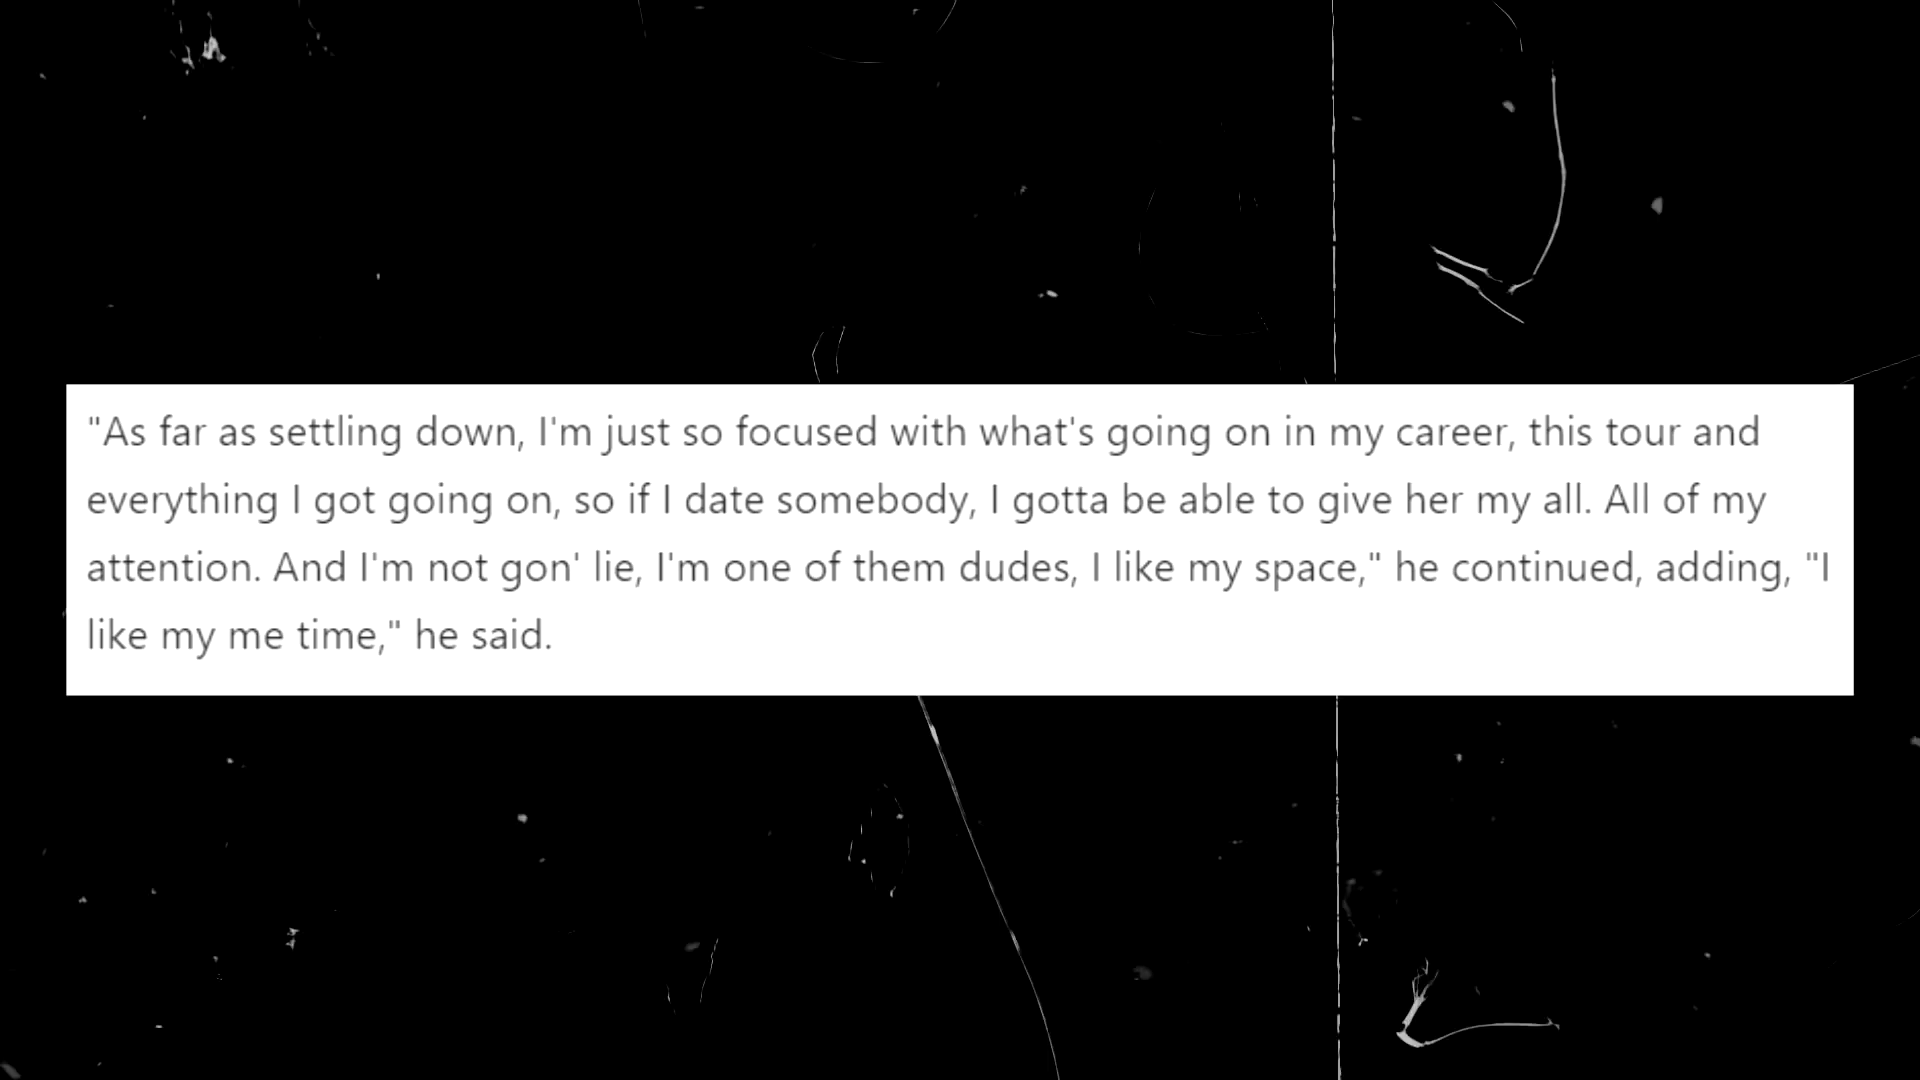 "As far as settling down, I'm just so focused with what's going on in my career, this tour and
everything I got going on, so if I date somebody, I gotta be able to give her my all. All of my
attention. And I'm not gon' lie, I'm one of them dudes, I like my space," he continued, adding, "I
like my me time," he said.